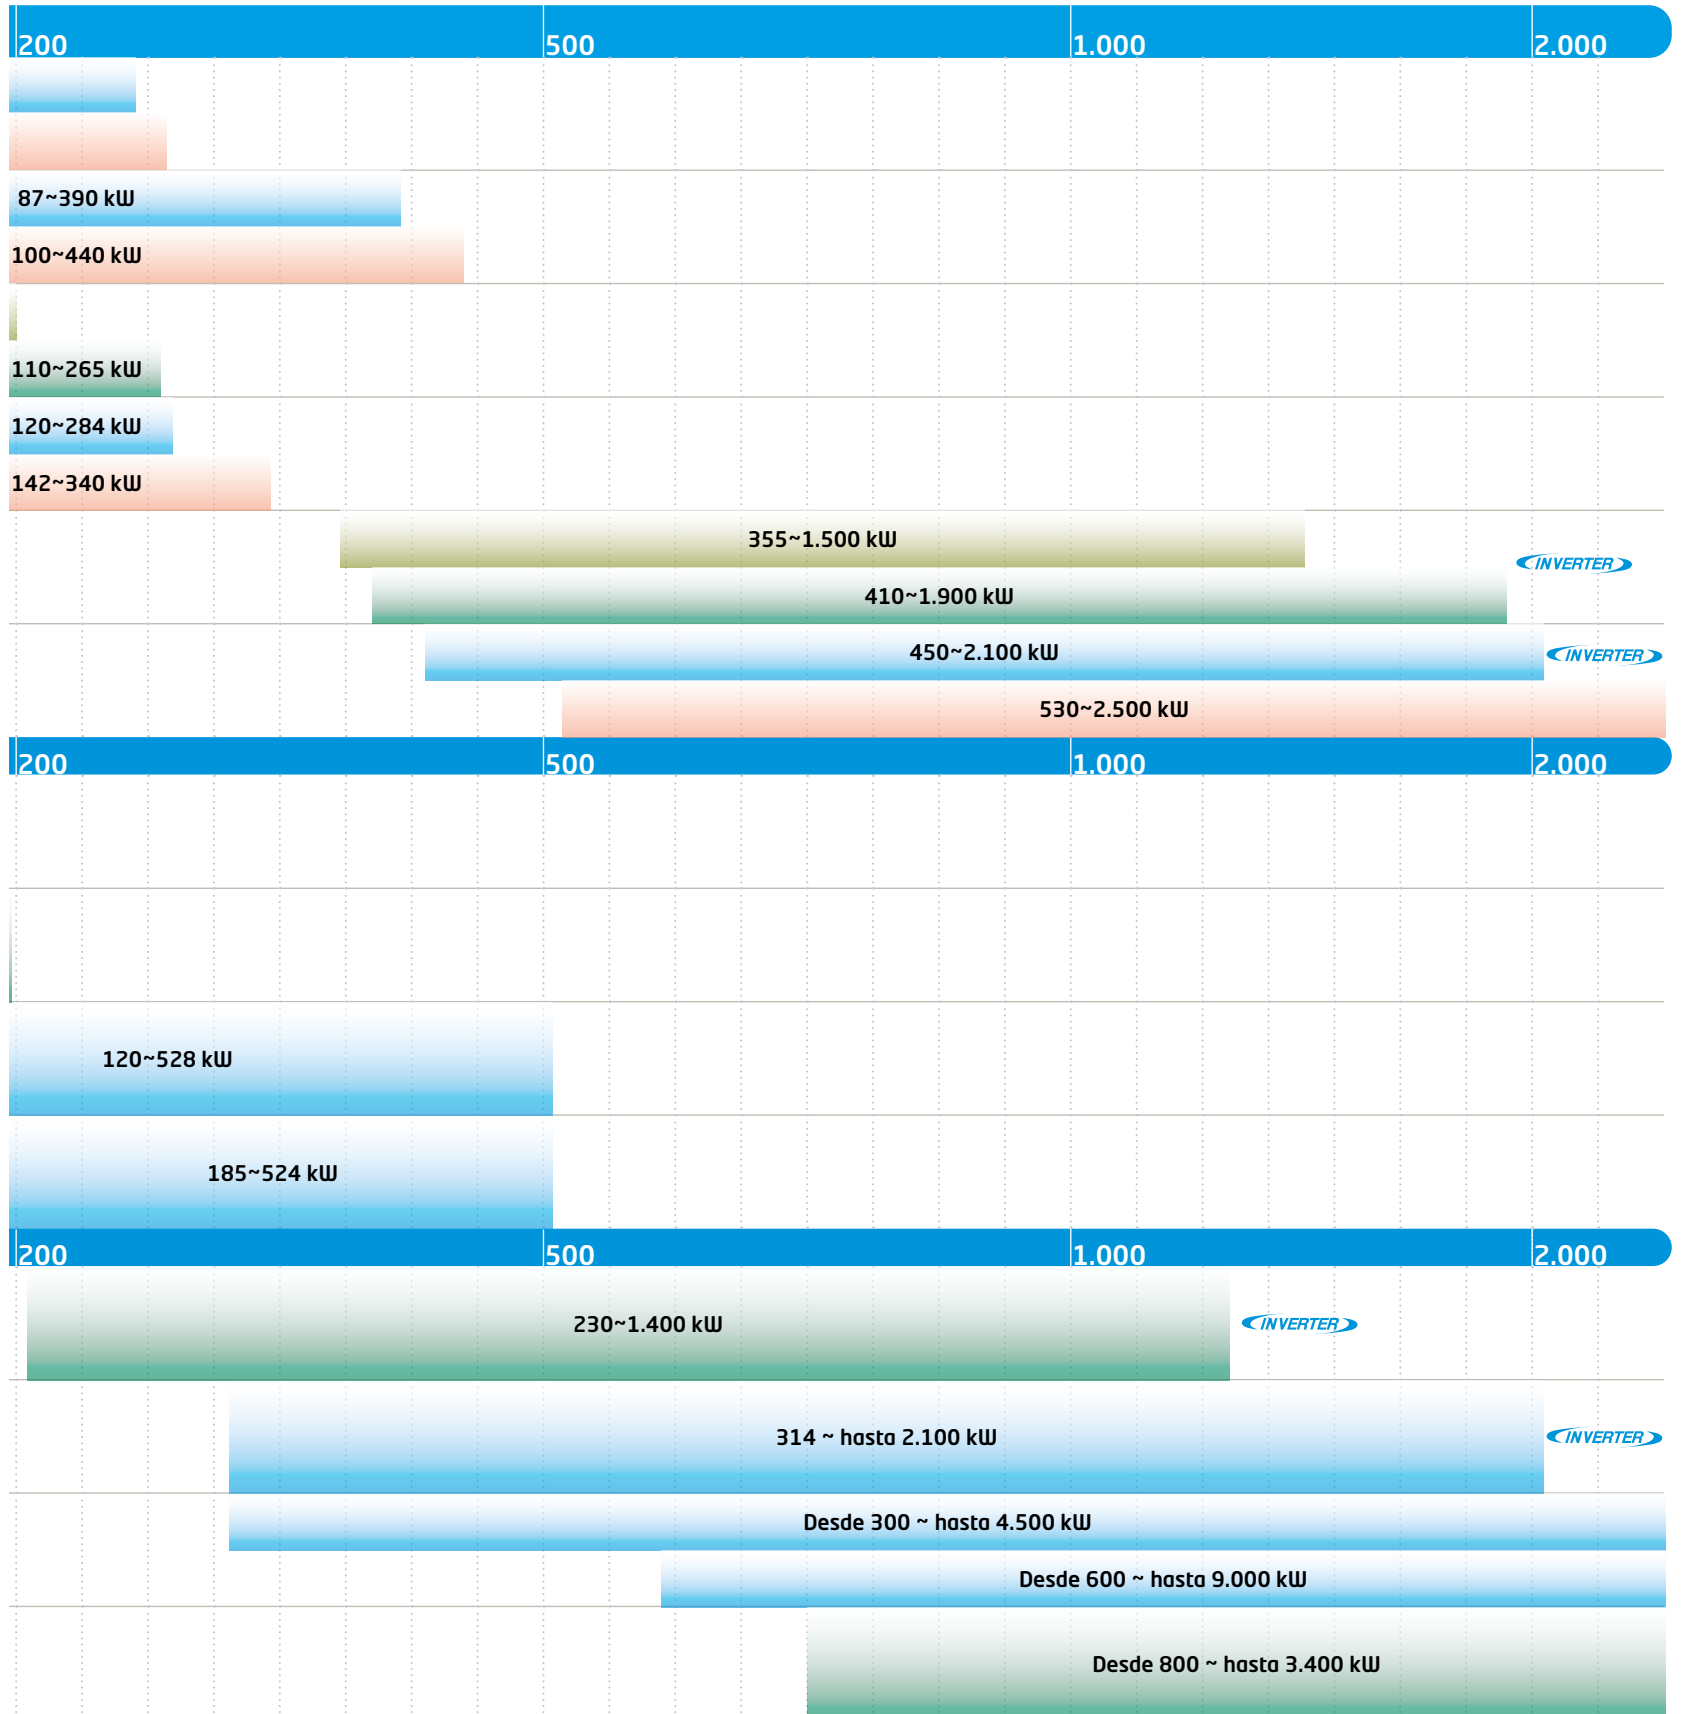 200 500 1.000 2.000
87~390 kW
100~440 kW
110~265 kW
120~284 kW
142~340 kW
355~1.500 kW
INVERTER
410~1.900 kW
450~2.100 kW INVERTER
530~2.500 kW
200 500 1.000 2.000
120~528 kW
185~524 kW
200 500 1.000 2.000
230~1.400 kW INVERTER
314 ~ hasta 2.100 kW INVERTER
Desde 300 ~ hasta 4.500 kW
Desde 600 ~ hasta 9.000 kW
Desde 800 ~ hasta 3.400 kW